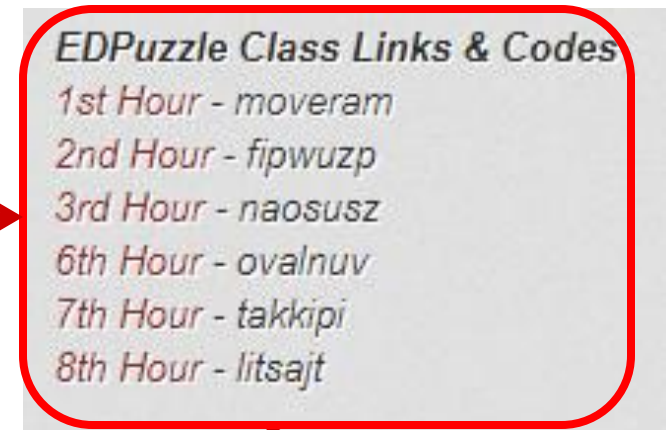 EDPuzzle Class Links & Codes
1st Hour - moveram
2nd Hour - fipwuzp
3rd Hour - naosusz
6th Hour - ovalnuv
7th Hour - takkipi
8th Hour - litsajt